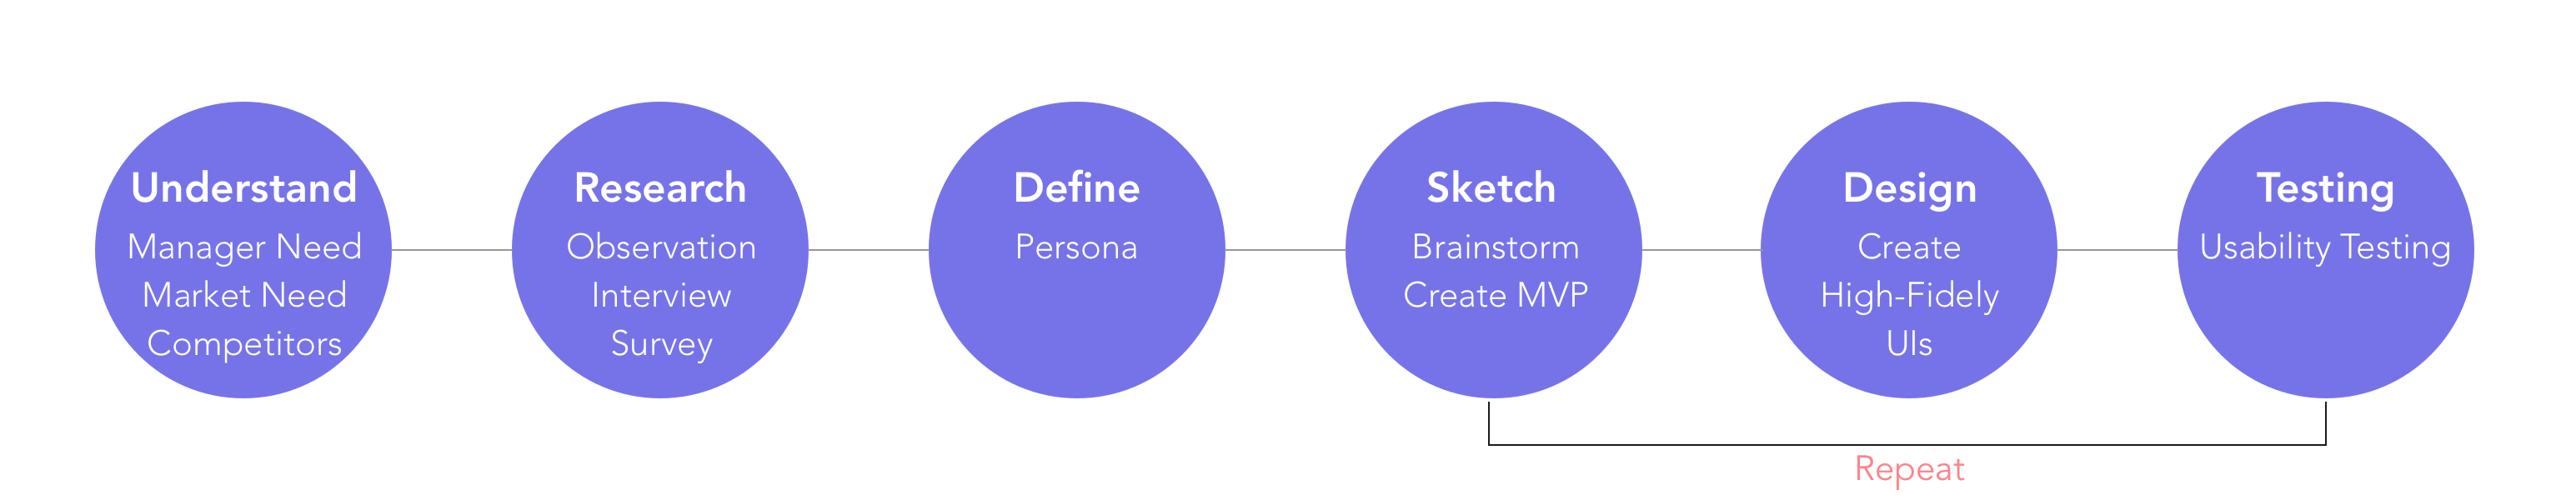 Understand
Manager Need
Market Need
Competitors
Research
Observation
Interview
Survey
Define
Persona
Sketch
Brainstorm
Create MVP
Design
Create
High-Fidely
UIs
Testing
Usability Testing
Repeat